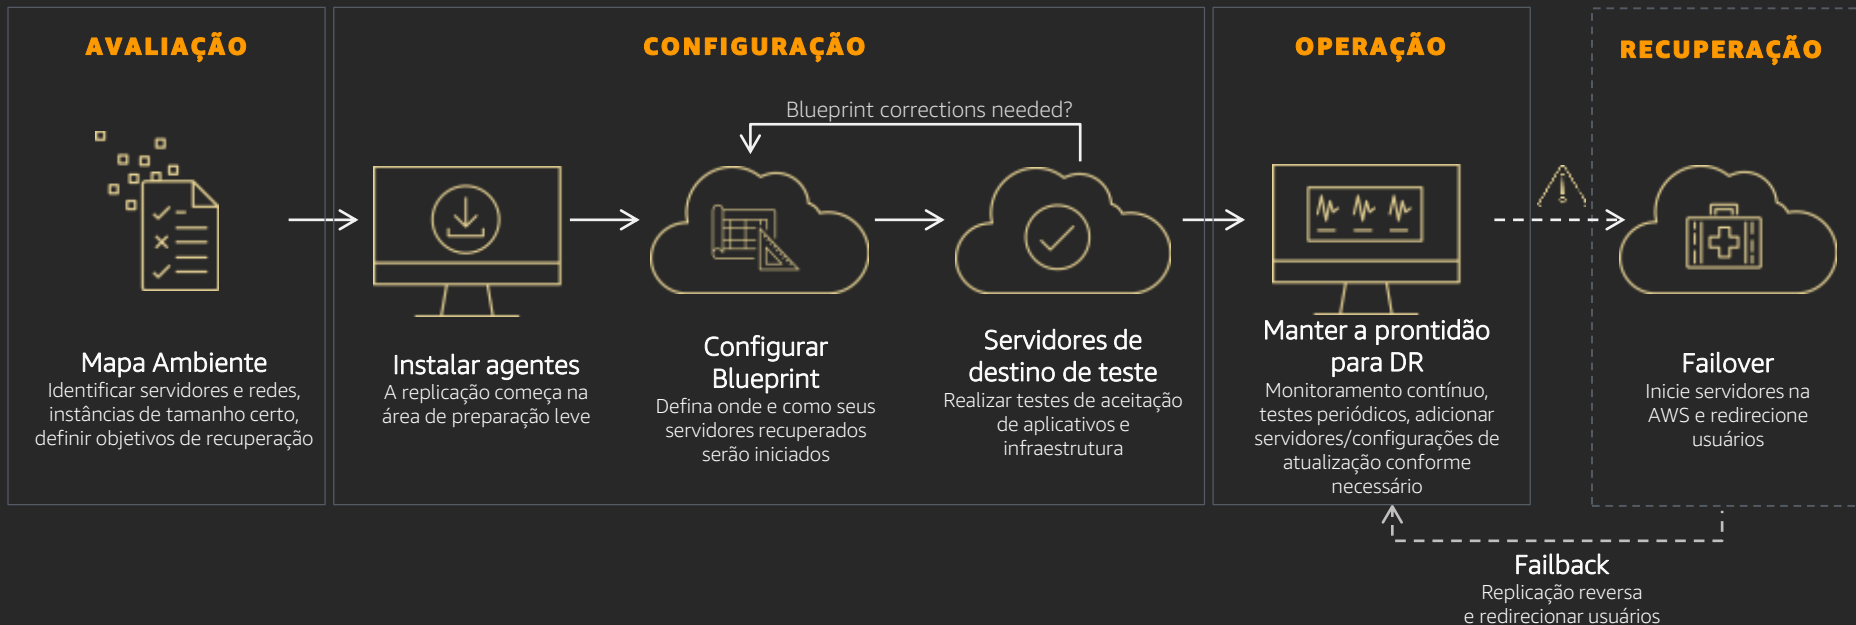 AVALIAÇÃO
Mapa Ambiente
Identificar servidores e redes,
instâncias de tamanho certo,
definir objetivos de recuperação
CONFIGURAÇÃO
Blueprint corrections needed?
Instalar agentes
A replicação começa na
área de preparação leve
Configurar
Blueprint
Defina onde e como seus
servidores recuperados
serão iniciados
Servidores de
destino de teste
Realizar testes de aceitação
de aplicativos e
infraestrutura
OPERAÇÃO
Manter a prontidão
para DR
Monitoramento contínuo,
testes periódicos, adicionar
servidores/configurações de
atualização conforme
necessário
RECUPERAÇÃO
Failover
Inicie servidores na
AWS e redirecione
usuários
Failback
Replicação reversa
e redirecionar usuários